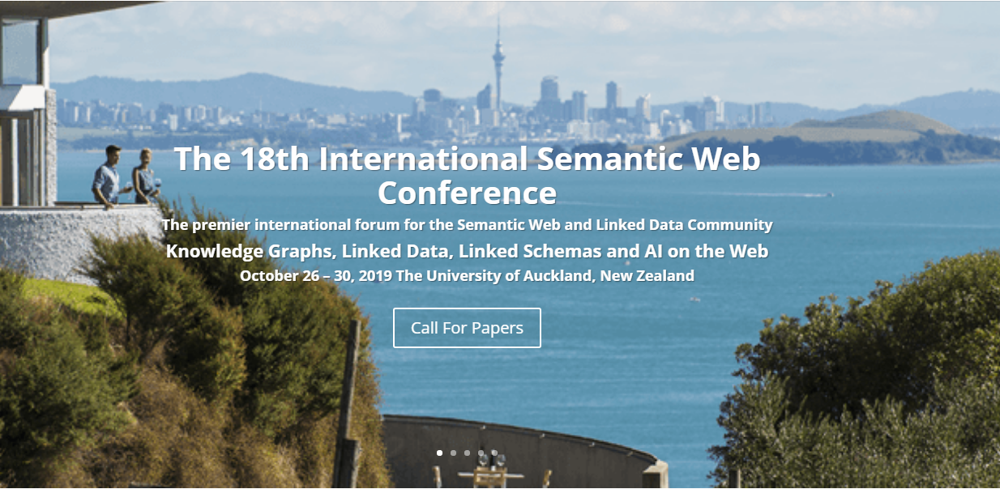 The 18th International Semantic Web
Conference
The premier international forum for the Semantic Web and Linked Data Community
Knowledge Graphs, Linked Data, Linked Schemas and AI on the Web
October 26 – 30, 2019 The University of Auckland, New Zealand
Call For Papers